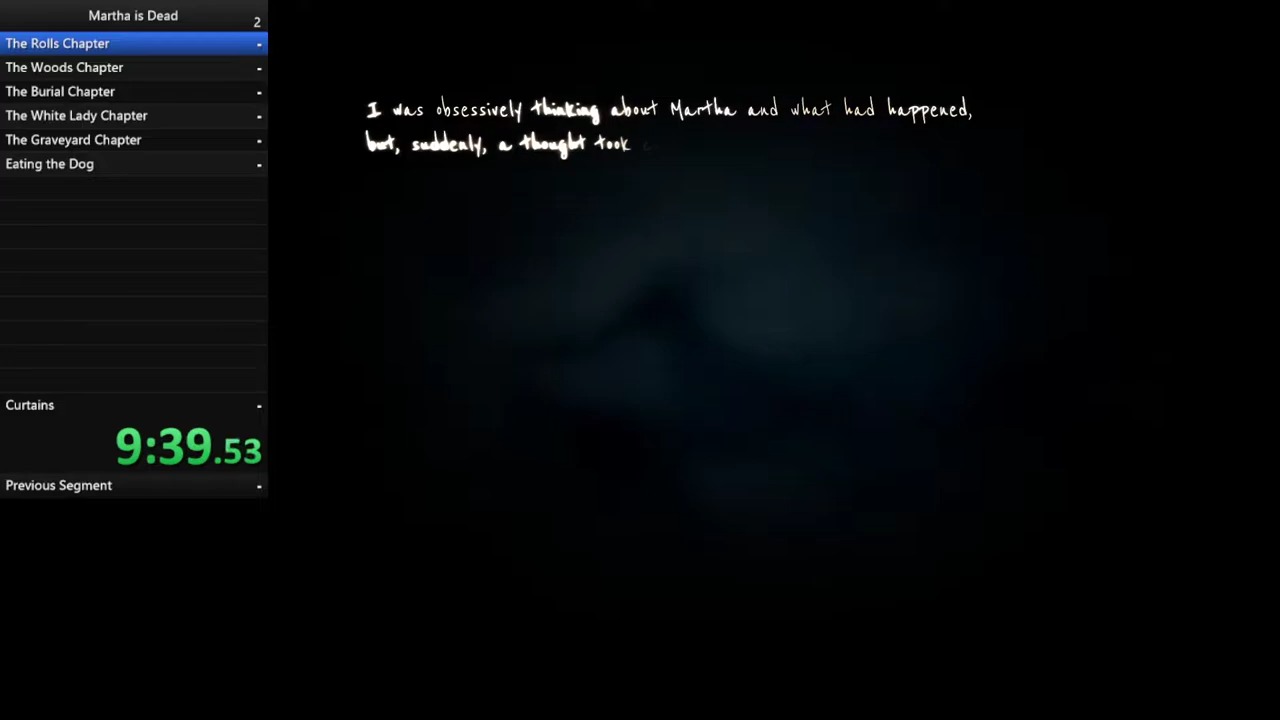 Martha is Dead
2
The Rolls Chapter -
The Woods Chapter -
The Burial Chapter -
The White Lady Chapter -
The Graveyard Chapter -
Eating the Dog -
Curtains -
9:39.53
Previous Segment -
I was obsessively thinking about Martha and what had happened,
but, suddenly, a thought took